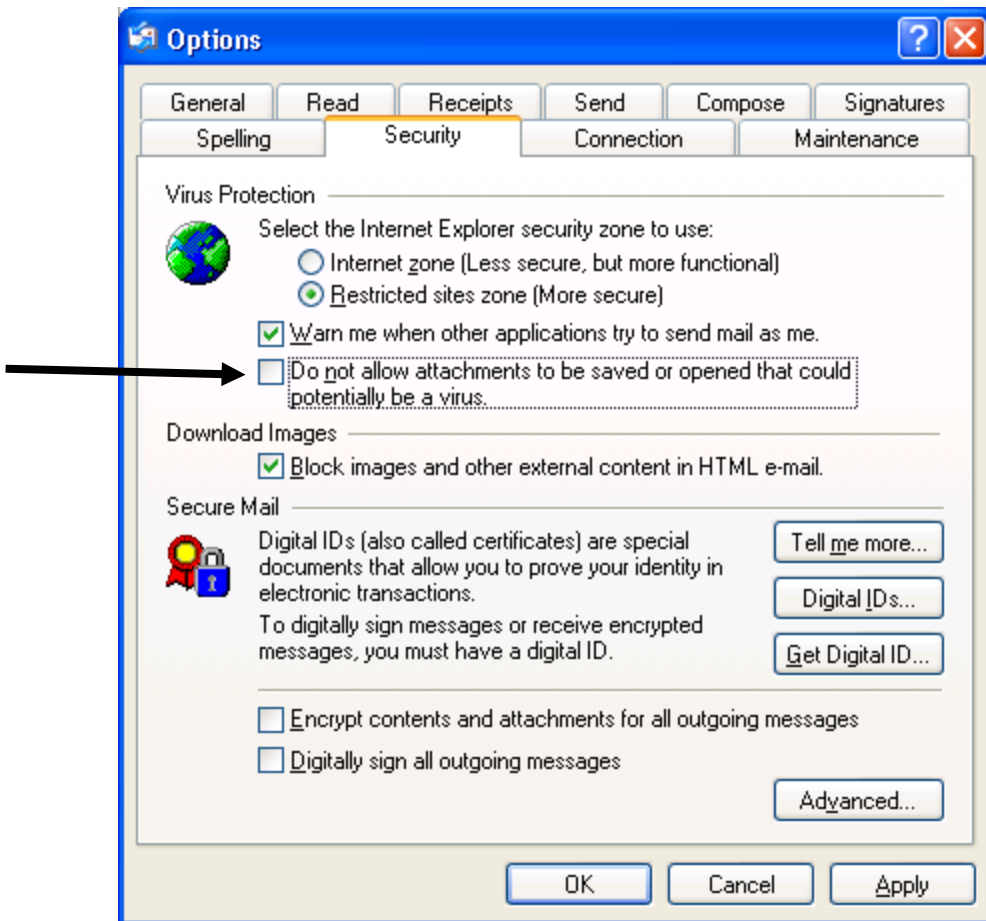 Options
General Read Receipts Send Compose Signatures
Spelling Security Connection Maintenance
Virus Protection
Select the Internet Explorer security zone to use:
Internet zone (Less secure, but more functional)
Restricted sites zone (More secure)
Warn me when other applications try to send mail as me.
Do not allow attachments to be saved or opened that could
potentially be a virus.
Download Images
Block images and other external content in HTML e-mail.
Secure Mail
Digital IDs (also called certificates) are special
documents that allow you to prove your identity in
electronic transactions.
Tell me more...
Digital IDs...
To digitally sign messages or receive encrypted
messages, you must have a digital ID.
Get Digital ID...
Encrypt contents and attachments for all outgoing messages
Digitally sign all outgoing messages
Advanced...
OK Cancel Apply